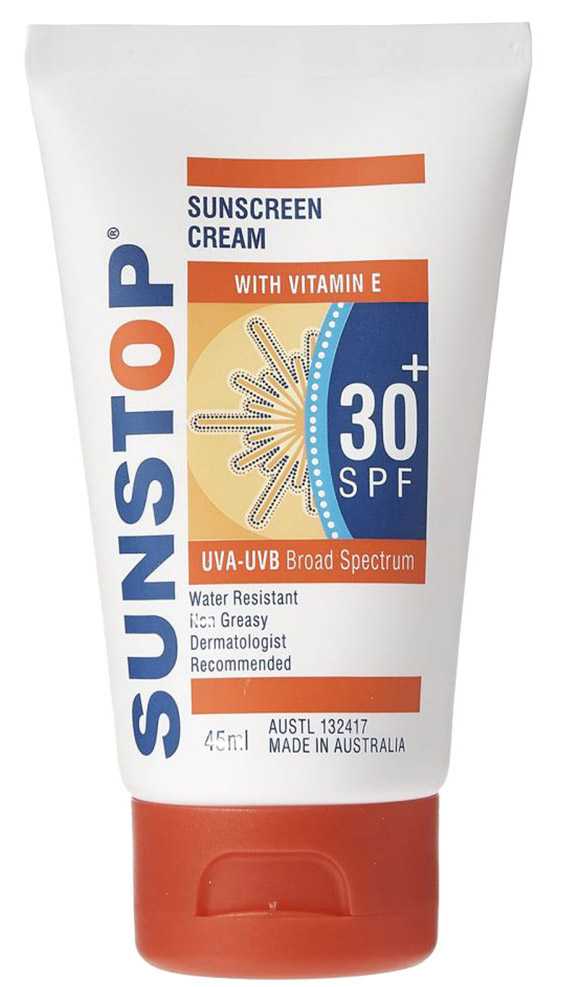 SUNSTOP®
SUNSCREEN
CREAM
WITH VITAMIN E
30+
SPF
UVA-UVB Broad Spectrum
Water Resistant
Non Greasy
Dermatologist
Recommended
45ml
AUSTL 132417
MADE IN AUSTRALIA